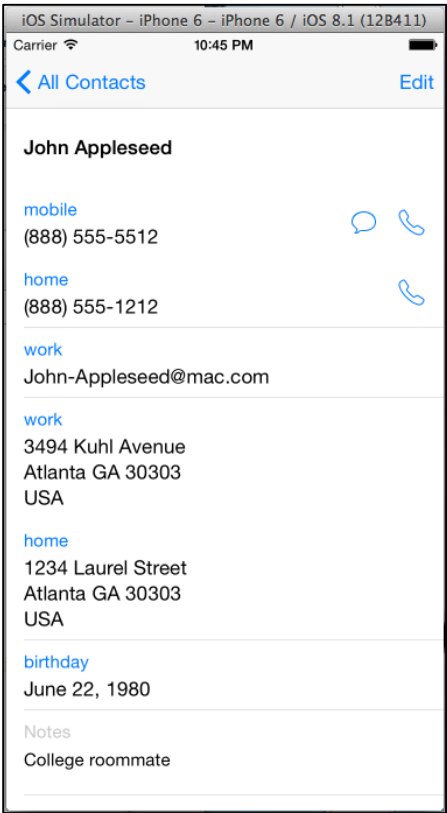 iOS Simulator - iPhone 6 - iPhone 6 / iOS 8.1 (12B411)
Carrier 10:45 PM
All Contacts Edit
John Appleseed
mobile
(888) 555-5512
home
(888) 555-1212
work
John-Appleseed@mac.com
work
3494 Kuhl Avenue
Atlanta GA 30303
USA
home
1234 Laurel Street
Atlanta GA 30303
USA
birthday
June 22, 1980
Notes
College roommate